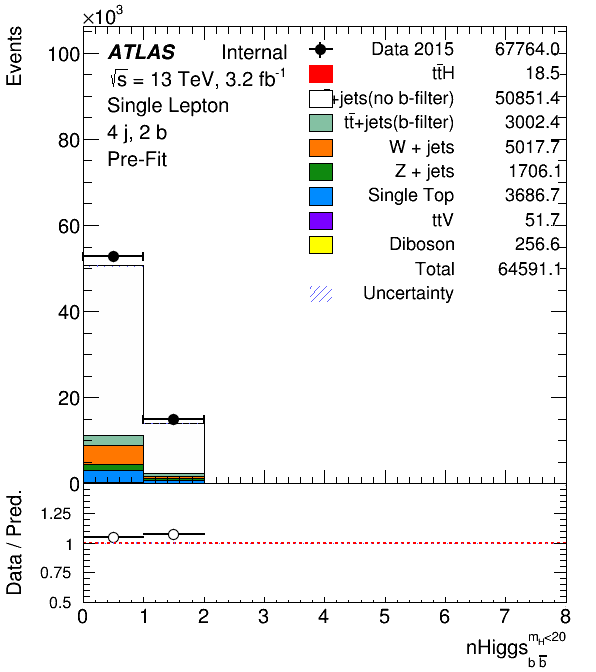 ×10³
Events
100
80
60
40
20
0
ATLAS Internal
√s = 13 TeV, 3.2 fb⁻¹
Single Lepton
4 j, 2 b
Pre-Fit
Data 2015 67764.0
tt̄H 18.5
+jets(no b-filter) 50851.4
tt̄+jets(b-filter) 3002.4
W + jets 5017.7
Z + jets 1706.1
Single Top 3686.7
ttV 51.7
Diboson 256.6
Total 64591.1
Uncertainty
Data / Pred.
1.25
1
0.75
0.5
0 1 2 3 4 5 6 7 8
nHiggs m_H<20 b b̄